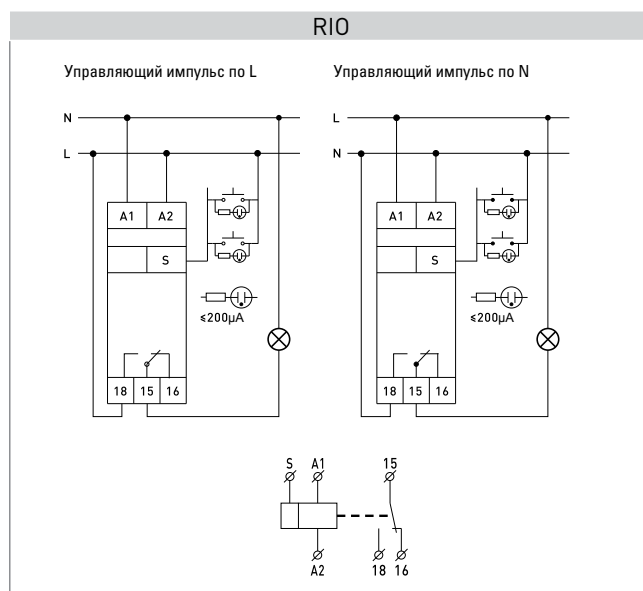 RIO
Управляющий импульс по L
Управляющий импульс по N
N
L
A1 A2
S
≤200µA
18 15 16
L
N
A1 A2
S
≤200µA
18 15 16
S A1 15
A2 18 16